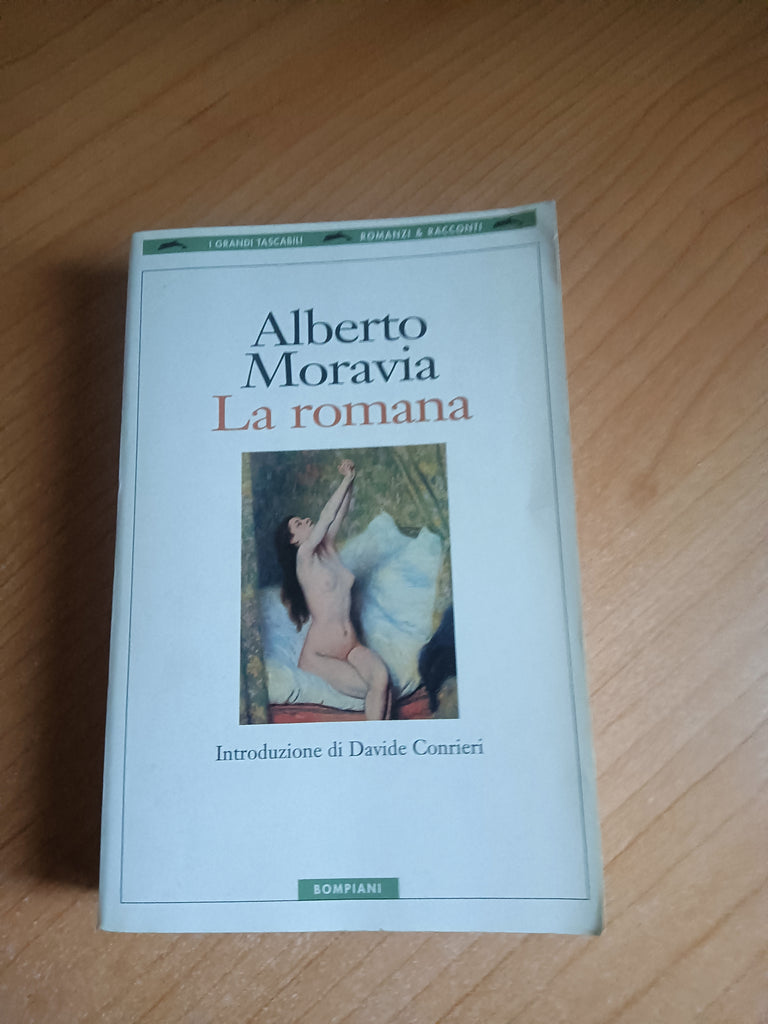 I GRANDI TASCABILI ROMANZI & RACCONTI
Alberto
Moravia
La romana
Introduzione di Davide Conrieri
BOMPIANI